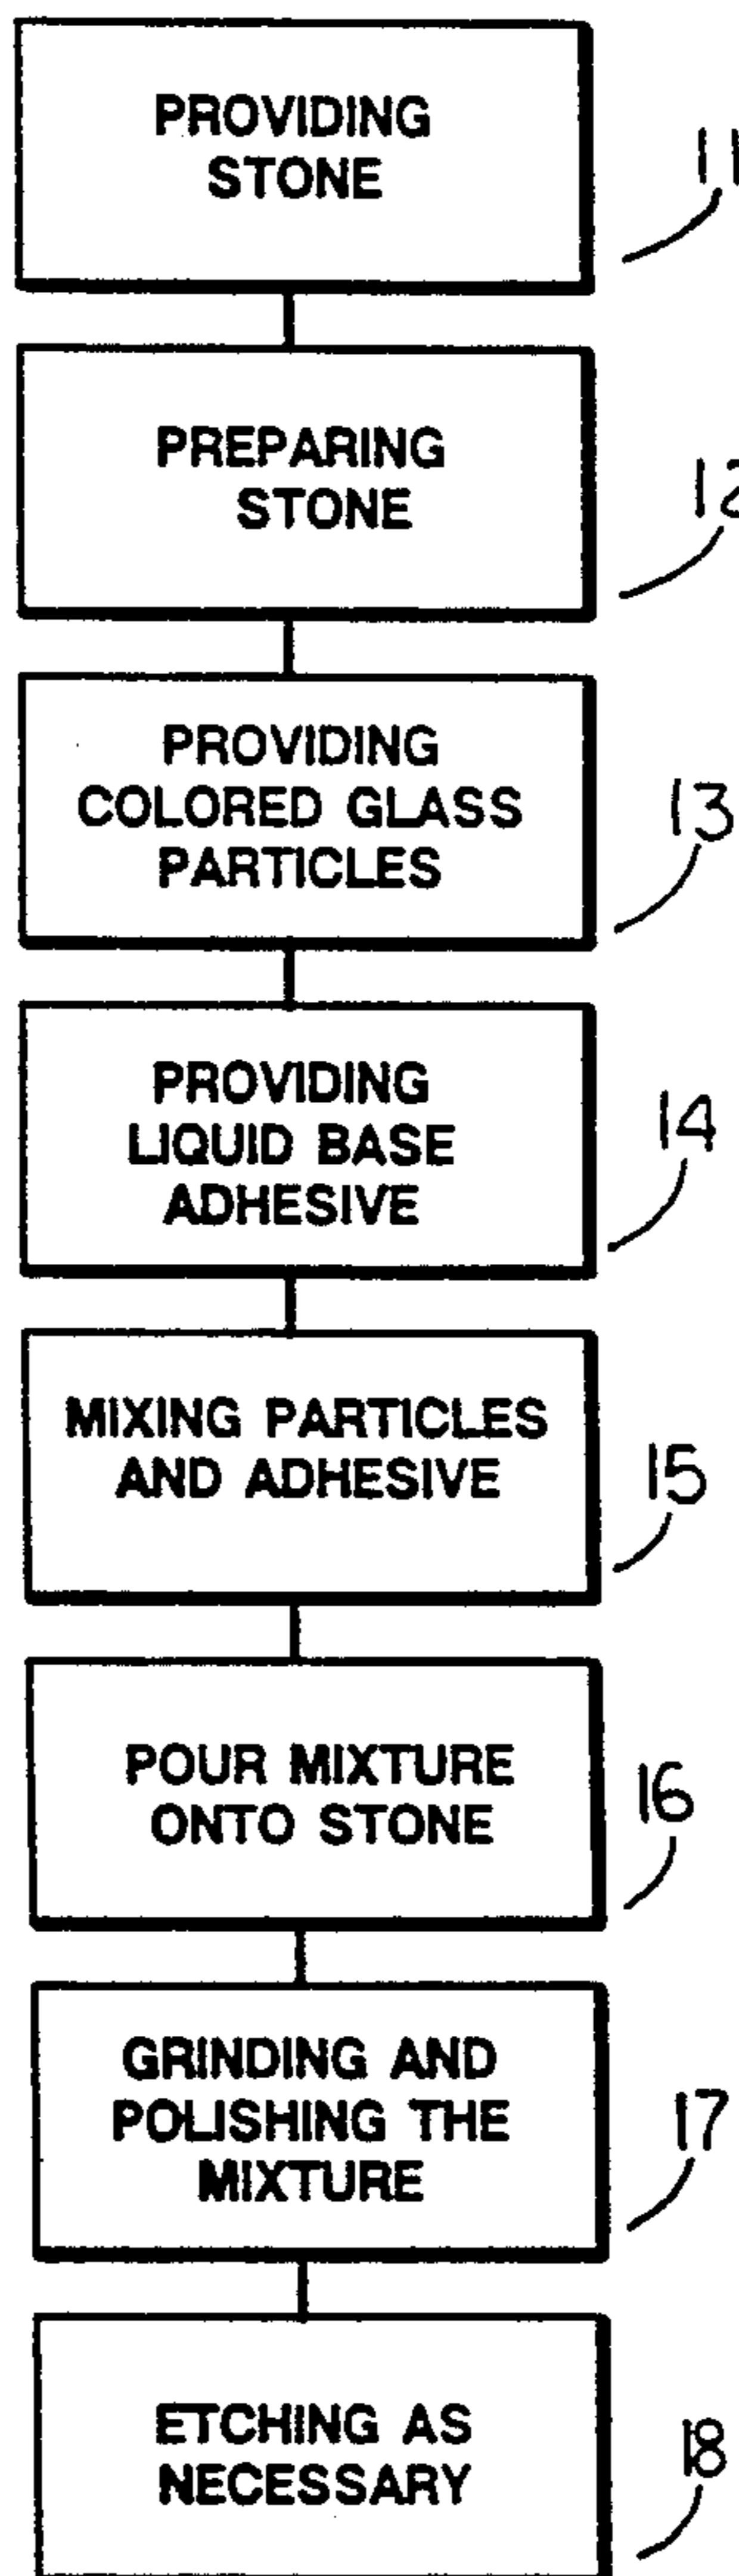 PROVIDING
STONE
11
PREPARING
STONE
12
PROVIDING
COLORED GLASS
PARTICLES
13
PROVIDING
LIQUID BASE
ADHESIVE
14
MIXING PARTICLES
AND ADHESIVE
15
POUR MIXTURE
ONTO STONE
16
GRINDING AND
POLISHING THE
MIXTURE
17
ETCHING AS
NECESSARY
18